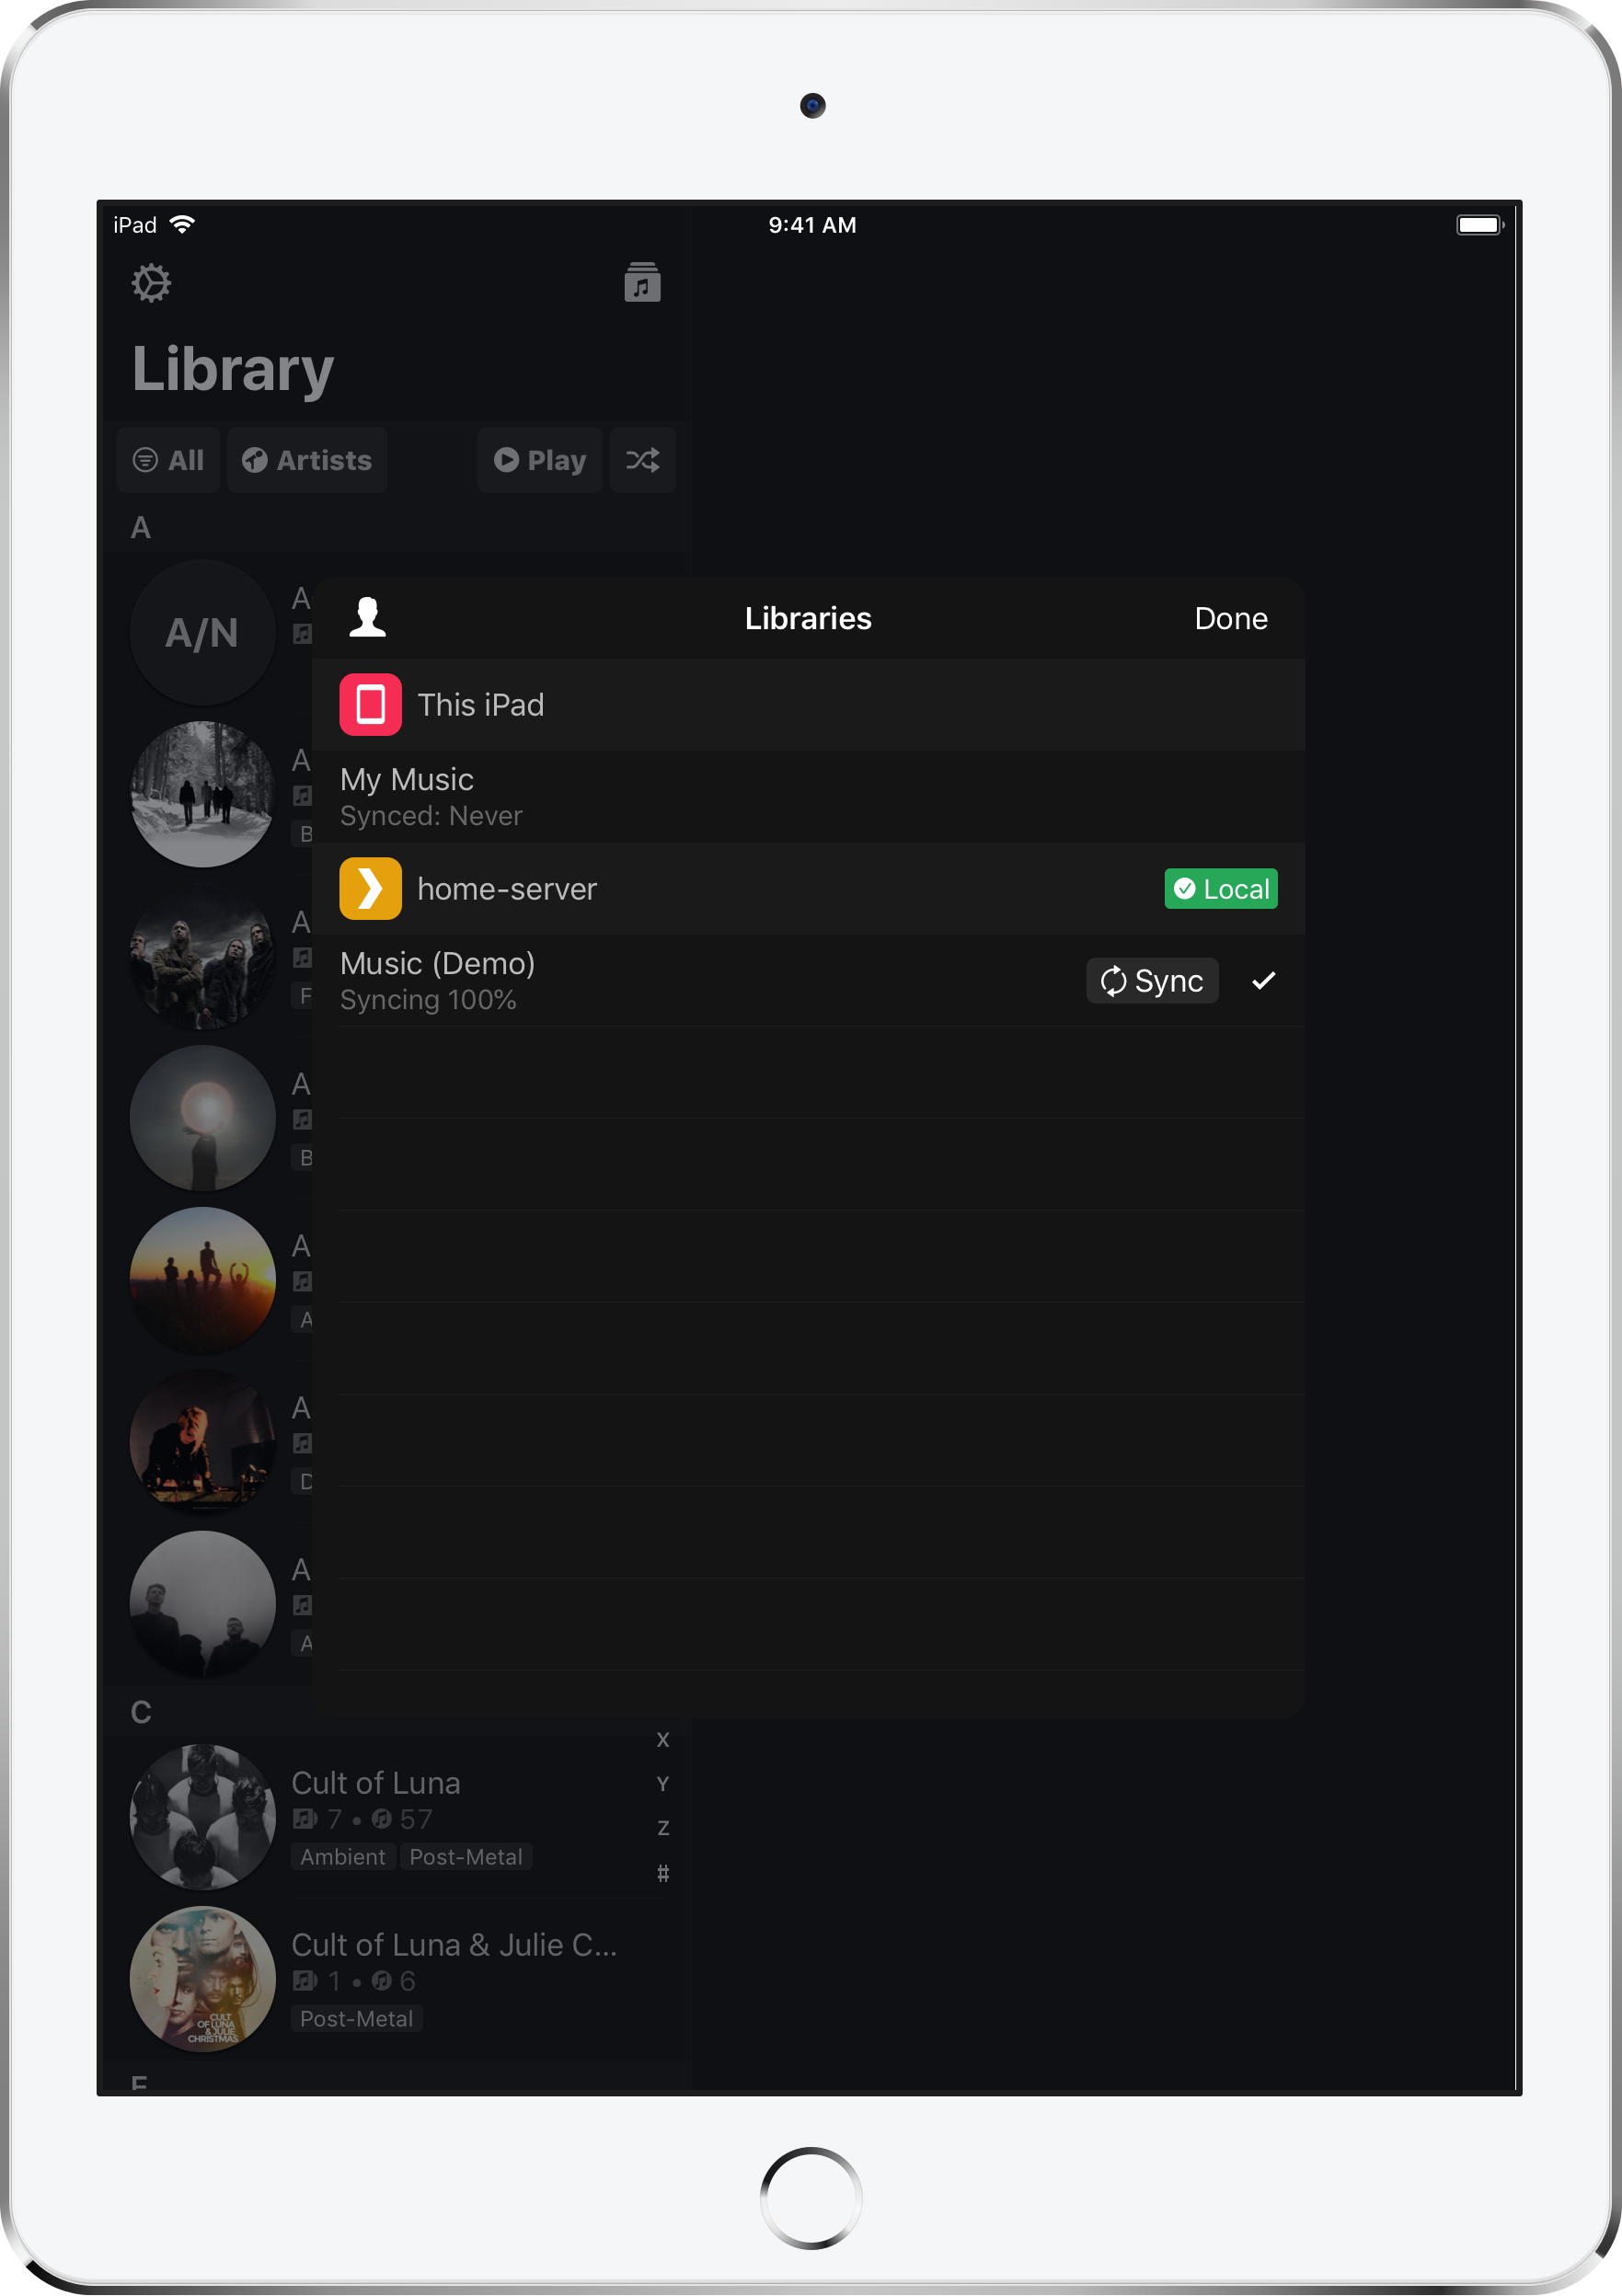 iPad 9:41 AM
Library
All Artists Play
A
A/N
A
Libraries Done
This iPad
My Music
Synced: Never
home-server Local
Music (Demo)
Syncing 100%
Sync
A
B
A
F
A
B
A
A
A
D
A
A
C
X
Y
Z
#
Cult of Luna
7 • 57
Ambient Post-Metal
Cult of Luna & Julie C...
1 • 6
Post-Metal
CULT
OF LUNA
& JULIE
CHRISTMAS